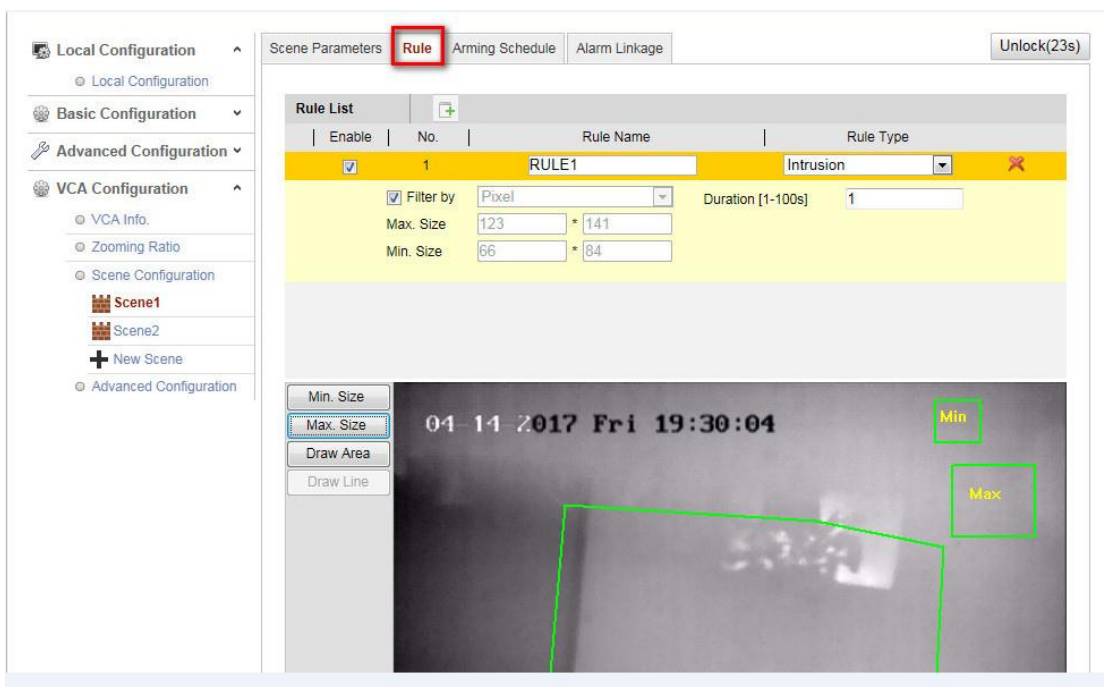 Local Configuration
Local Configuration
Basic Configuration
Advanced Configuration
VCA Configuration
VCA Info.
Zooming Ratio
Scene Configuration
Scene1
Scene2
New Scene
Advanced Configuration
Scene Parameters Rule Arming Schedule Alarm Linkage Unlock(23s)
Rule List
Enable No. Rule Name Rule Type
1 RULE1 Intrusion
Filter by Pixel Duration [1-100s] 1
Max. Size 123 * 141
Min. Size 66 * 84
Min. Size
Max. Size
Draw Area
Draw Line
04-14-2017 Fri 19:30:04
Min
Max